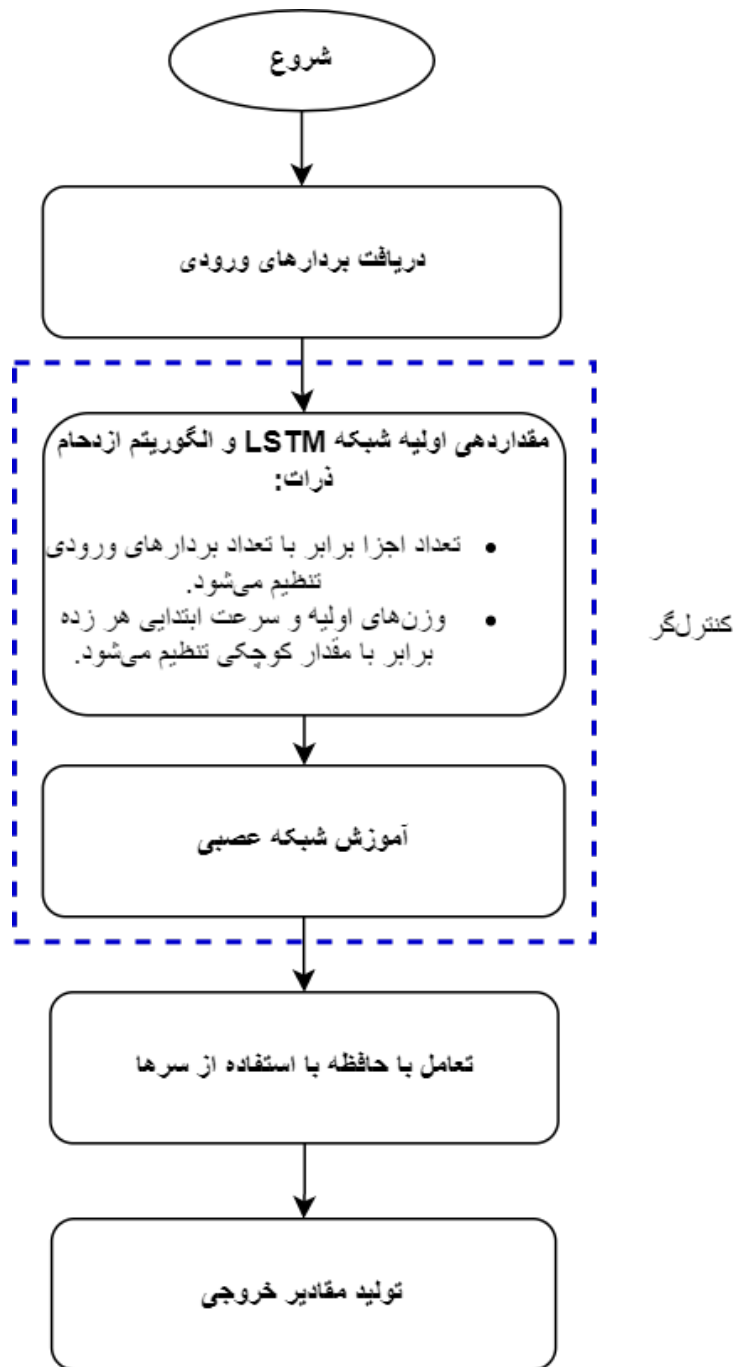 شروع
دریافت بردارهای ورودی
مقداردهی اولیه شبکه LSTM و الگوریتم ازدحام
ذرات:
• تعداد اجزا برابر با تعداد بردارهای ورودی
تنظیم می‌شود.
• وزن‌های اولیه و سرعت ابتدایی هر زده
برابر با مقدار کوچکی تنظیم می‌شود.
کنترل‌گر
آموزش شبکه عصبی
تعامل با حافظه با استفاده از سرها
تولید مقادیر خروجی